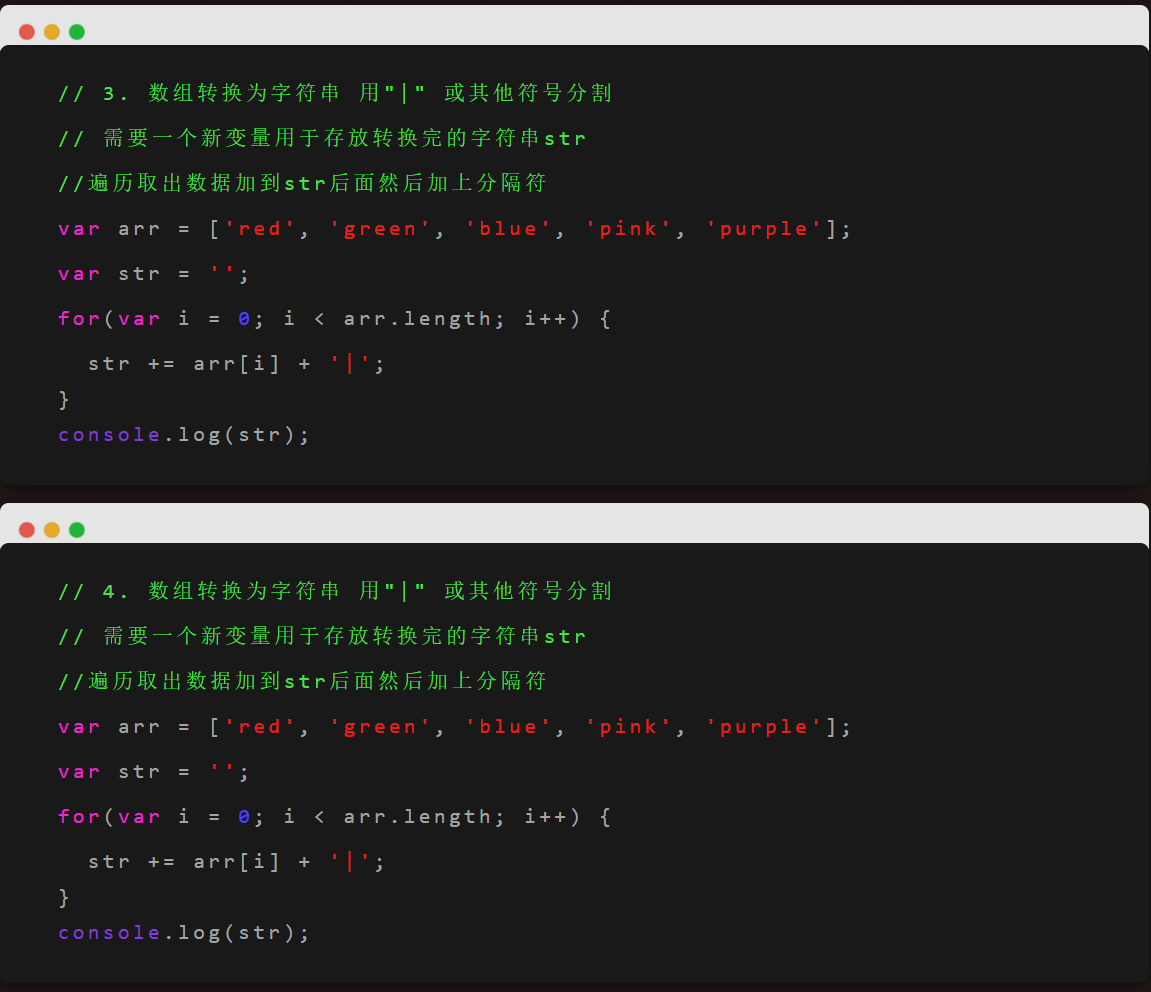 // 3. 数组转换为字符串 用"|" 或其他符号分割
// 需要一个新变量用于存放转换完的字符串str
//遍历取出数据加到str后面然后加上分隔符
var arr = ['red', 'green', 'blue', 'pink', 'purple'];
var str = '';
for(var i = 0; i < arr.length; i++) {
  str += arr[i] + '|';
}
console.log(str);
// 4. 数组转换为字符串 用"|" 或其他符号分割
// 需要一个新变量用于存放转换完的字符串str
//遍历取出数据加到str后面然后加上分隔符
var arr = ['red', 'green', 'blue', 'pink', 'purple'];
var str = '';
for(var i = 0; i < arr.length; i++) {
  str += arr[i] + '|';
}
console.log(str);